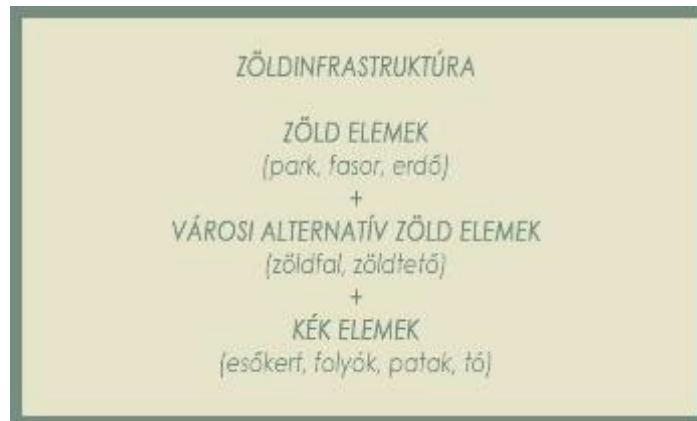 ZÖLDINFRASTRUKTÚRA
ZÖLD ELEMEK
(park, fasor, erdő)
+
VÁROSI ALTERNATÍV ZÖLD ELEMEK
(zöldfal, zöldtető)
+
KÉK ELEMEK
(esőkert, folyók, patak, tó)